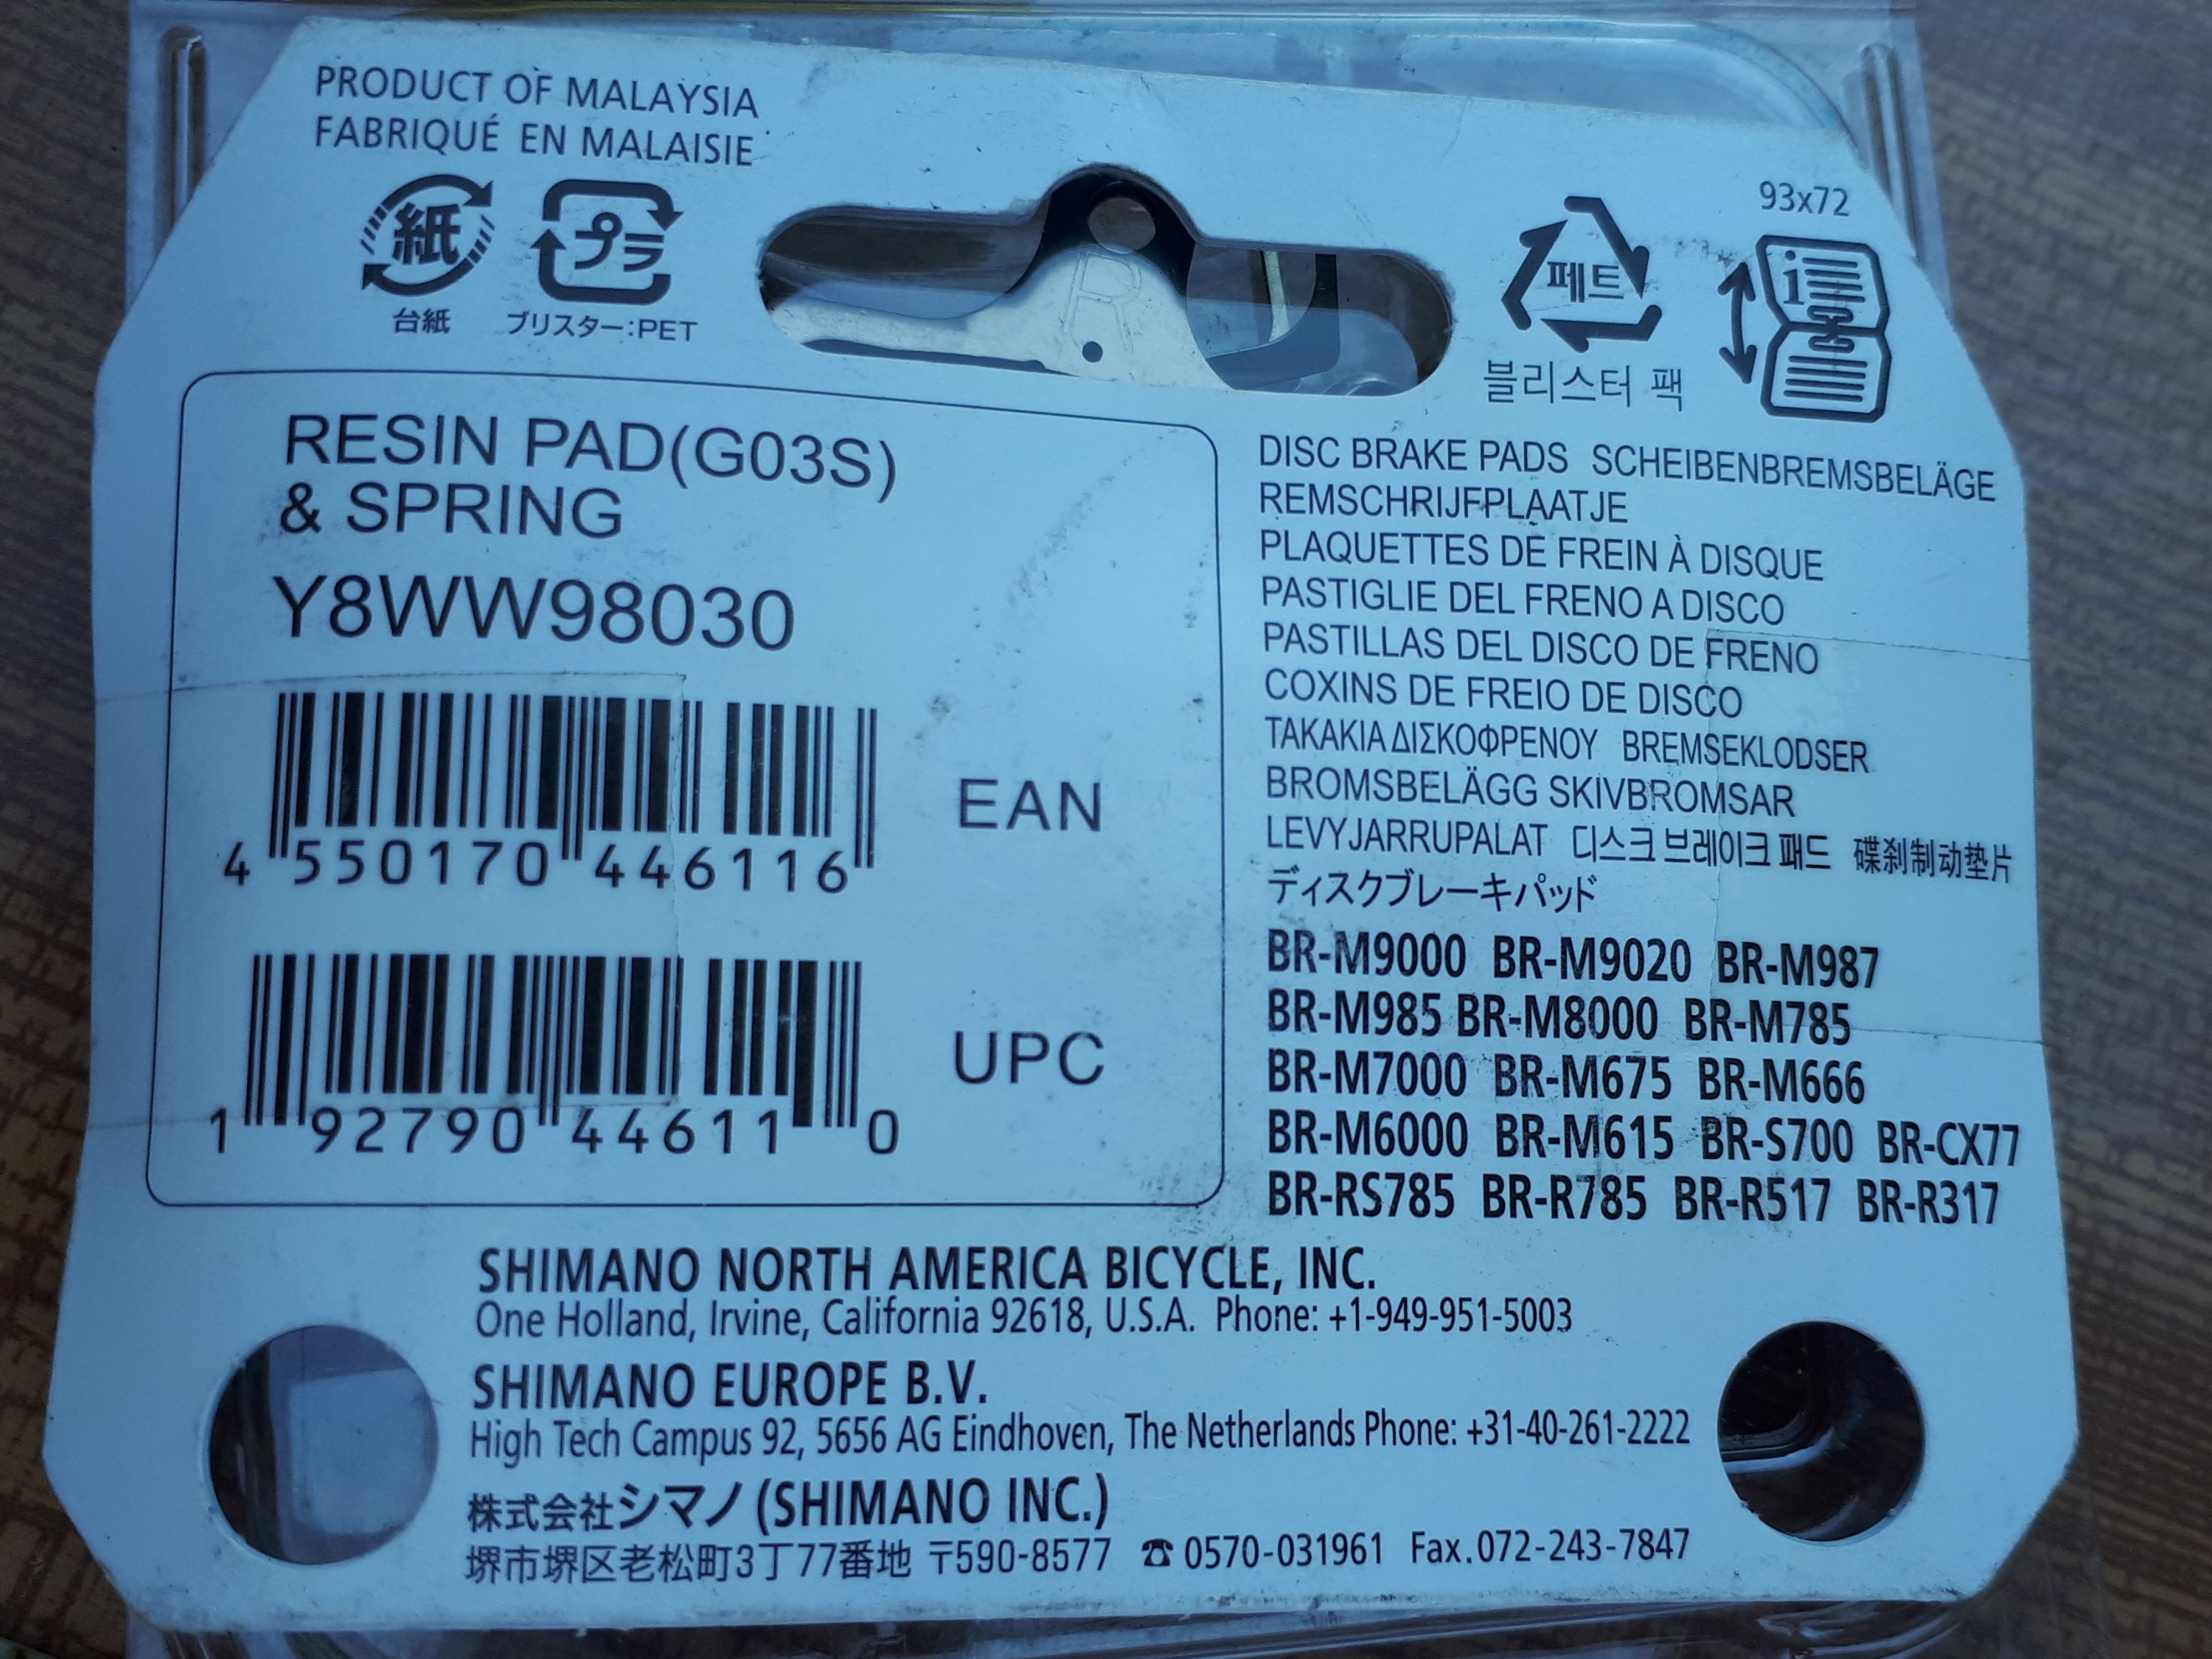 PRODUCT OF MALAYSIA
FABRIQUÉ EN MALAISIE
紙
プラ
台紙
ブリスター:PET
페트
블리스터 팩
93x72
i
RESIN PAD(G03S)
& SPRING
Y8WW98030
4 550170 446116
EAN
1 92790 44611 0
UPC
DISC BRAKE PADS SCHEIBENBREMSBELÄGE
REMSCHRIJFPLAATJE
PLAQUETTES DE FREIN À DISQUE
PASTIGLIE DEL FRENO A DISCO
PASTILLAS DEL DISCO DE FRENO
COXINS DE FREIO DE DISCO
ΤΑΚΑΚΙΑ ΔΙΣΚΟΦΡΕΝΟΥ BREMSEKLODSER
BROMSBELÄGG SKIVBROMSAR
LEVYJARRUPALAT 디스크 브레이크 패드 碟刹制动垫片
ディスクブレーキパッド
BR-M9000 BR-M9020 BR-M987
BR-M985 BR-M8000 BR-M785
BR-M7000 BR-M675 BR-M666
BR-M6000 BR-M615 BR-S700 BR-CX77
BR-RS785 BR-R785 BR-R517 BR-R317
SHIMANO NORTH AMERICA BICYCLE, INC.
One Holland, Irvine, California 92618, U.S.A. Phone: +1-949-951-5003
SHIMANO EUROPE B.V.
High Tech Campus 92, 5656 AG Eindhoven, The Netherlands Phone: +31-40-261-2222
株式会社シマノ (SHIMANO INC.)
堺市堺区老松町3丁77番地 〒590-8577 ☎ 0570-031961 Fax.072-243-7847
R